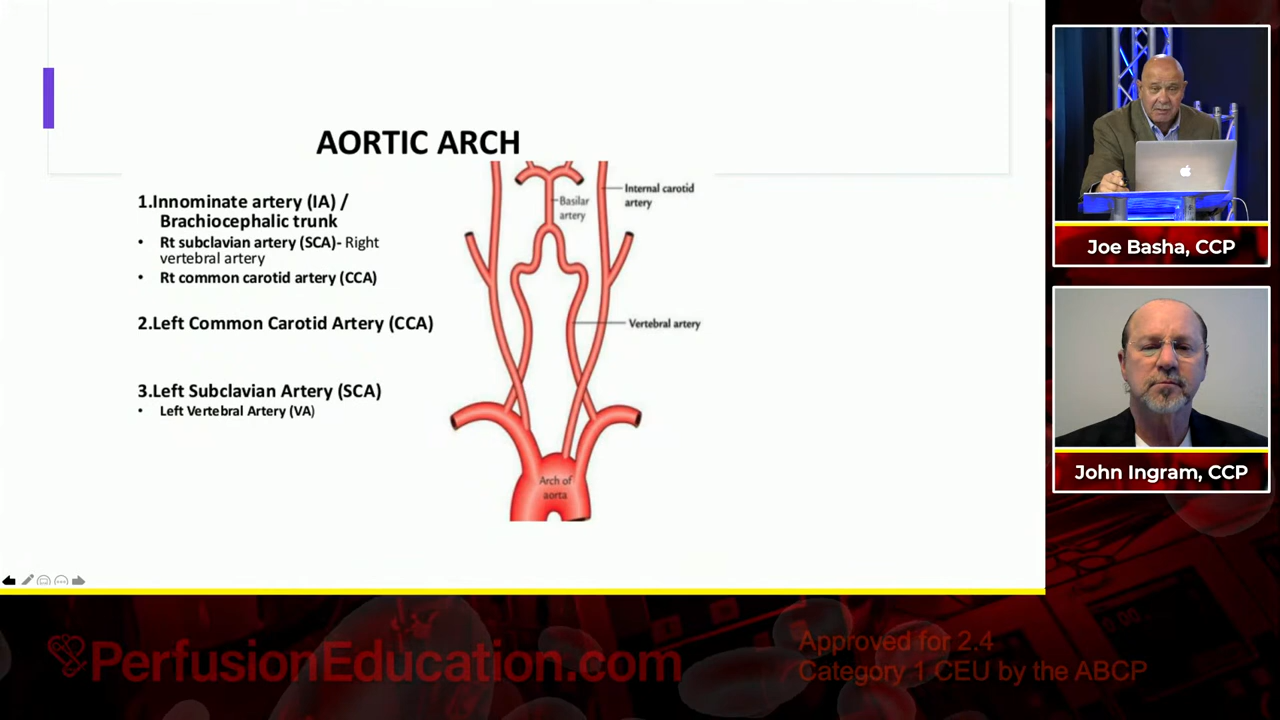 AORTIC ARCH
1.Innominate artery (IA) /
Brachiocephalic trunk
• Rt subclavian artery (SCA)- Right
vertebral artery
• Rt common carotid artery (CCA)
2.Left Common Carotid Artery (CCA)
3.Left Subclavian Artery (SCA)
• Left Vertebral Artery (VA)
Basilar
artery
Internal carotid
artery
Vertebral artery
Arch of
aorta
Joe Basha, CCP
John Ingram, CCP
PerfusionEducation.com
Approved for 2.4
Category 1 CEU by the ABCP